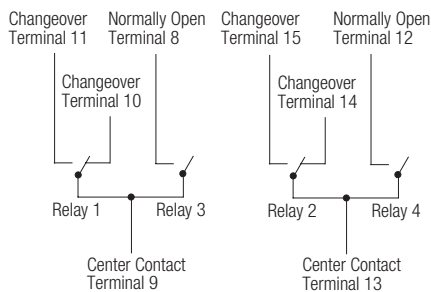 Changeover
Terminal 11
Normally Open
Terminal 8
Changeover
Terminal 15
Normally Open
Terminal 12
Changeover
Terminal 10
Changeover
Terminal 14
Relay 1
Relay 3
Relay 2
Relay 4
Center Contact
Terminal 9
Center Contact
Terminal 13